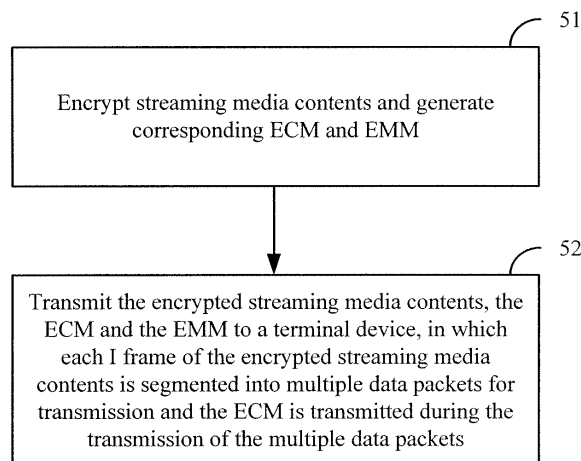 51
Encrypt streaming media contents and generate
corresponding ECM and EMM
52
Transmit the encrypted streaming media contents, the
ECM and the EMM to a terminal device, in which
each I frame of the encrypted streaming media
contents is segmented into multiple data packets for
transmission and the ECM is transmitted during the
transmission of the multiple data packets